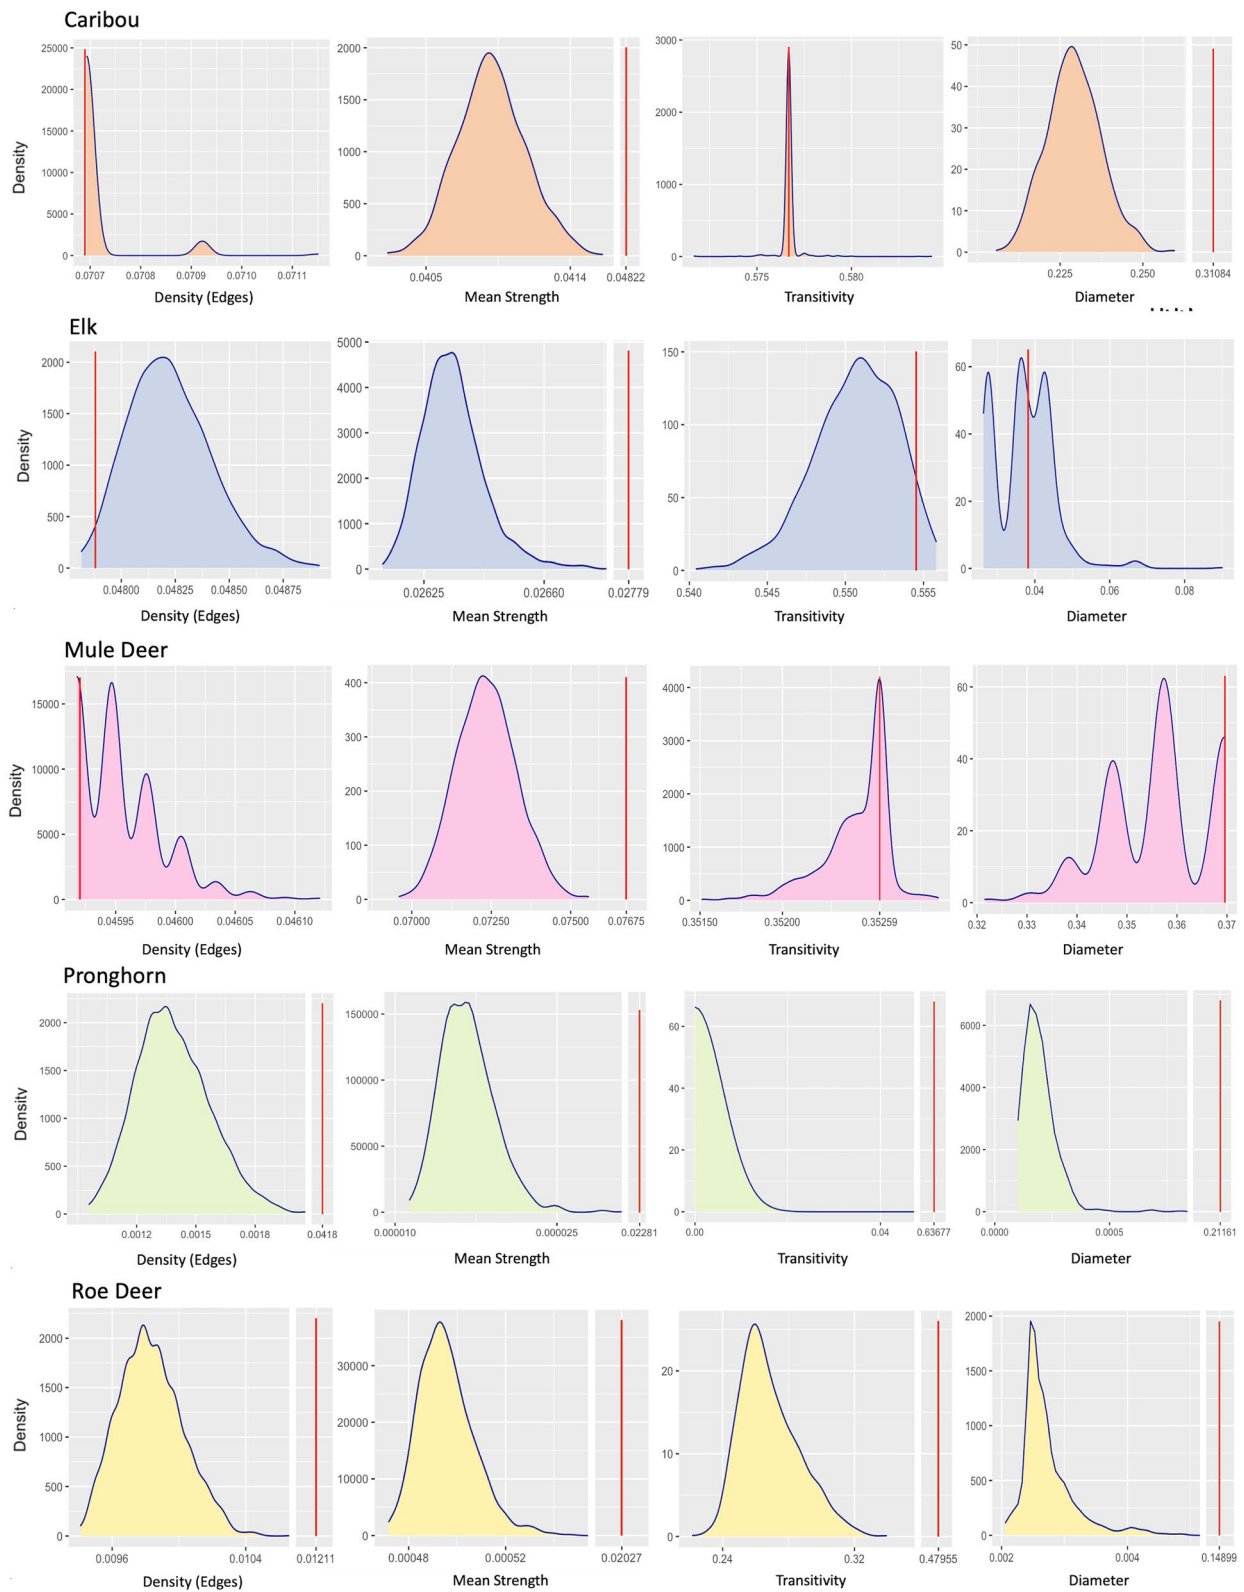 Caribou
25000
20000
15000
10000
5000
0
Density
0.0707 0.0708 0.0709 0.0710 0.0711
Density (Edges)
2000
1500
1000
500
0
0.0405 0.0414 0.04822
Mean Strength
3000
2000
1000
0
0.575 0.580
Transitivity
50
40
30
20
10
0
0.225 0.250 0.31084
Diameter
Elk
2000
1500
1000
500
0
Density
0.04800 0.04825 0.04850 0.04875
Density (Edges)
5000
4000
3000
2000
1000
0
0.02625 0.02660 0.02779
Mean Strength
150
100
50
0
0.540 0.545 0.550 0.555
Transitivity
60
40
20
0
0.04 0.06 0.08
Diameter
Mule Deer
15000
10000
5000
0
Density
0.04595 0.04600 0.04605 0.04610
Density (Edges)
400
300
200
100
0
0.07000 0.07250 0.07500 0.07675
Mean Strength
4000
3000
2000
1000
0
0.35150 0.35200 0.35259
Transitivity
60
40
20
0
0.32 0.33 0.34 0.35 0.36 0.37
Diameter
Pronghorn
2000
1500
1000
500
0
Density
0.0012 0.0015 0.0018 0.0418
Density (Edges)
150000
100000
50000
0
0.000010 0.000025 0.02281
Mean Strength
60
40
20
0
0.00 0.04 0.63677
Transitivity
6000
4000
2000
0
0.0000 0.0005 0.21161
Diameter
Roe Deer
2000
1500
1000
500
0
Density
0.0096 0.0104 0.01211
Density (Edges)
30000
20000
10000
0
0.00048 0.00052 0.02027
Mean Strength
20
10
0
0.24 0.32 0.47955
Transitivity
2000
1500
1000
500
0
0.002 0.004 0.14899
Diameter